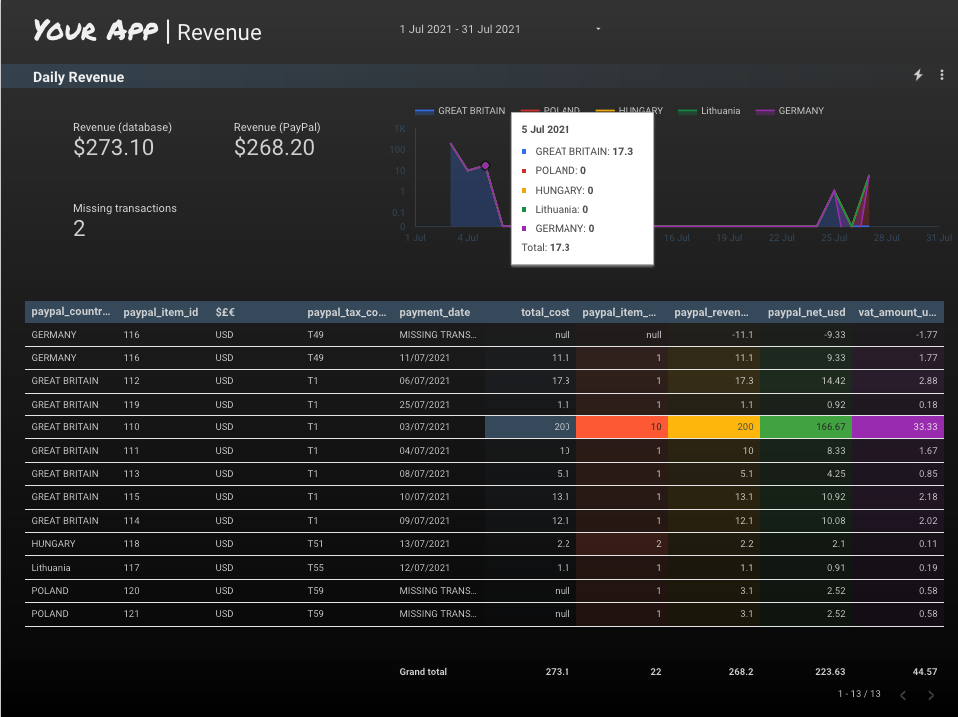 YOUR APP | Revenue
1 Jul 2021 - 31 Jul 2021
Daily Revenue
GREAT BRITAIN POLAND HUNGARY Lithuania GERMANY
Revenue (database) Revenue (PayPal)
$273.10 $268.20
Missing transactions
2
1K
100
10
1
0.1
0
1 Jul 4 Jul 16 Jul 19 Jul 22 Jul 25 Jul 28 Jul 31 Jul
5 Jul 2021
GREAT BRITAIN: 17.3
POLAND: 0
HUNGARY: 0
Lithuania: 0
GERMANY: 0
Total: 17.3
paypal_countr... paypal_item_id $£€ paypal_tax_co... payment_date total_cost paypal_item_... paypal_reven... paypal_net_usd vat_amount_u...
GERMANY 116 USD T49 MISSING TRANS... null null -11.1 -9.33 -1.77
GERMANY 116 USD T49 11/07/2021 11.1 1 11.1 9.33 1.77
GREAT BRITAIN 112 USD T1 06/07/2021 17.3 1 17.3 14.42 2.88
GREAT BRITAIN 119 USD T1 25/07/2021 1.1 1 1.1 0.92 0.18
GREAT BRITAIN 110 USD T1 03/07/2021 200 10 200 166.67 33.33
GREAT BRITAIN 111 USD T1 04/07/2021 10 1 10 8.33 1.67
GREAT BRITAIN 113 USD T1 08/07/2021 5.1 1 5.1 4.25 0.85
GREAT BRITAIN 115 USD T1 10/07/2021 13.1 1 13.1 10.92 2.18
GREAT BRITAIN 114 USD T1 09/07/2021 12.1 1 12.1 10.08 2.02
HUNGARY 118 USD T51 13/07/2021 2.2 2 2.2 2.1 0.11
Lithuania 117 USD T55 12/07/2021 1.1 1 1.1 0.91 0.19
POLAND 120 USD T59 MISSING TRANS... null 1 3.1 2.52 0.58
POLAND 121 USD T59 MISSING TRANS... null 1 3.1 2.52 0.58
Grand total 273.1 22 268.2 223.63 44.57
1 - 13 / 13